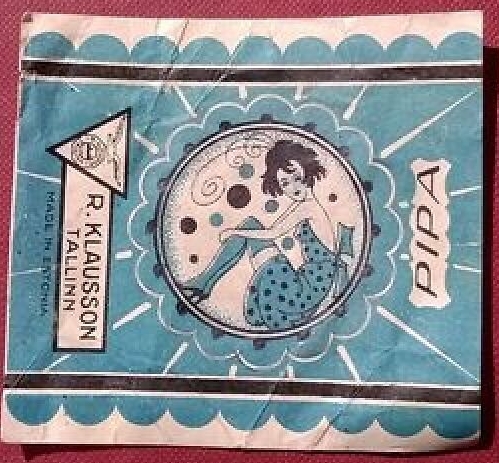 PIPA
R. KLAUSSON
TALLINN
MADE IN ESTONIA